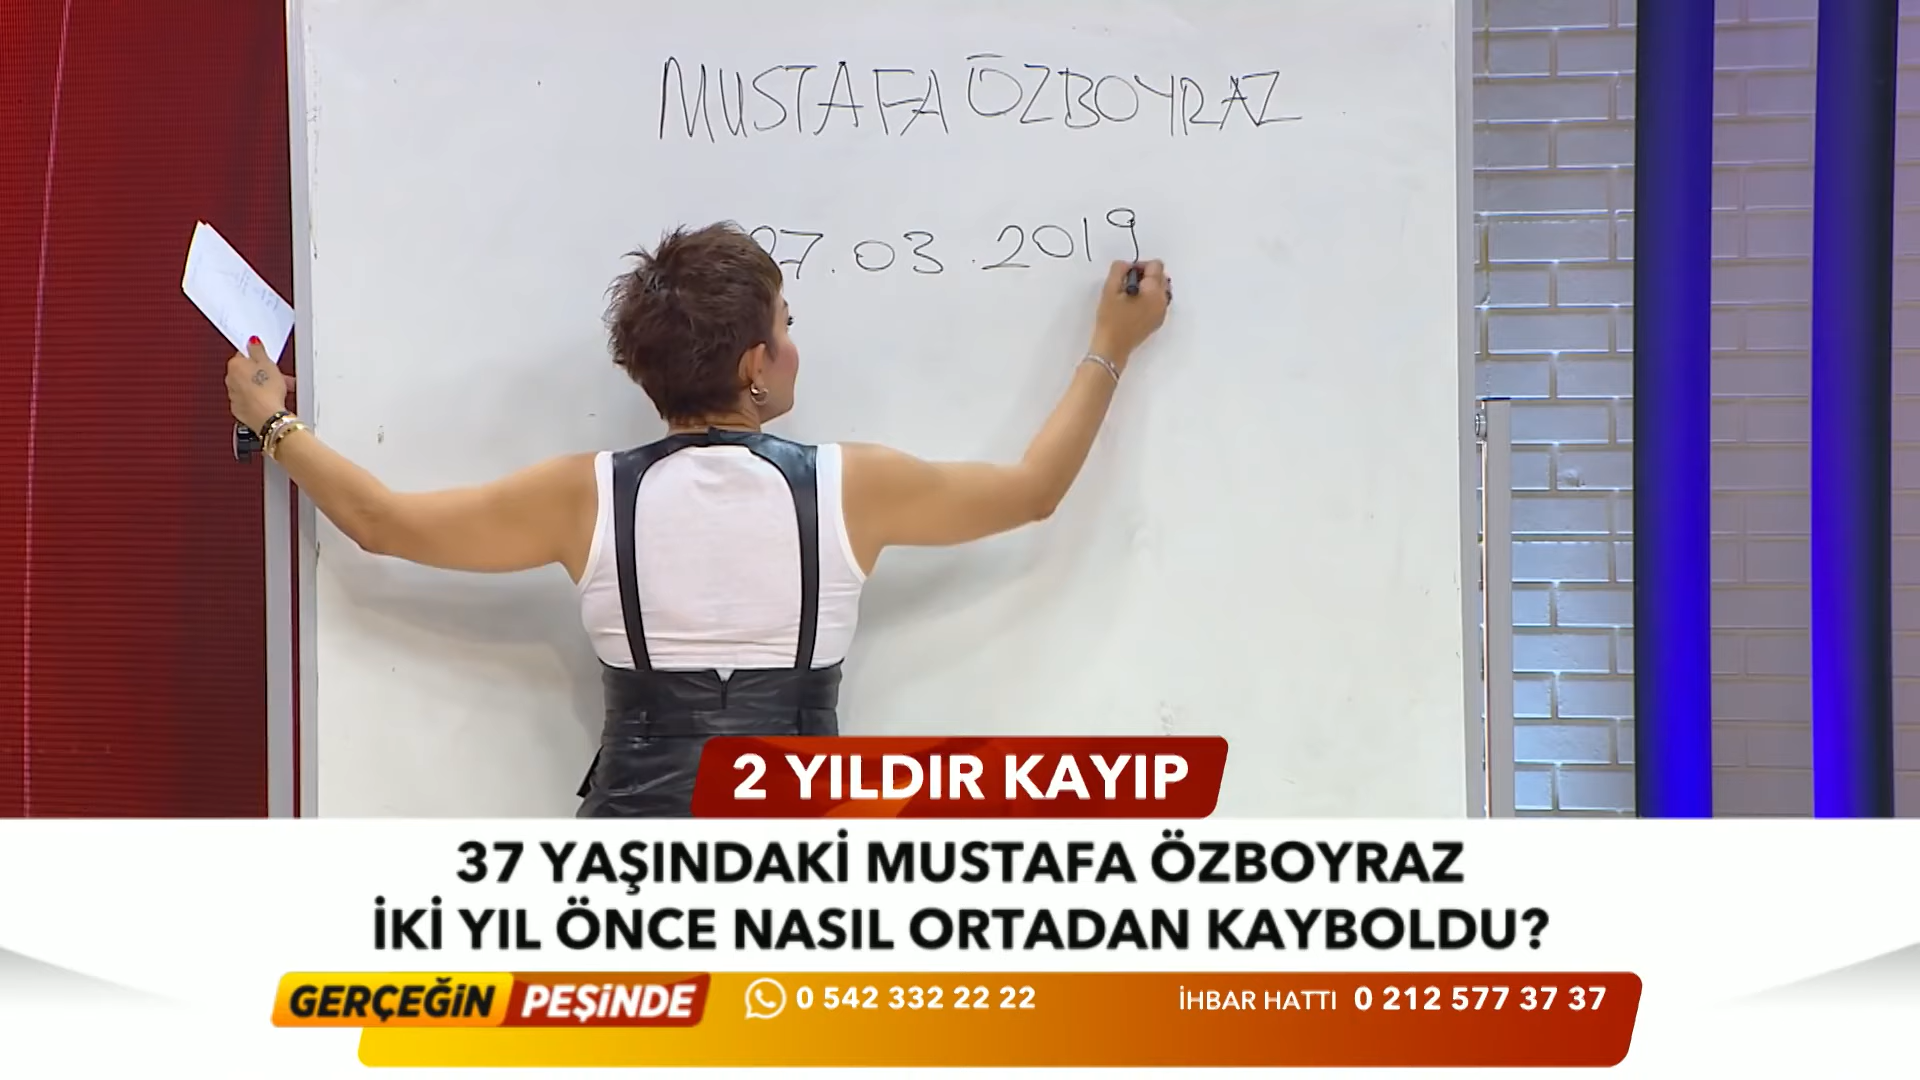 MUSTAFA ÖZBOYRAZ
27.03.2019
2 YILDIR KAYIP
37 YAŞINDAKİ MUSTAFA ÖZBOYRAZ
İKİ YIL ÖNCE NASIL ORTADAN KAYBOLDU?
GERÇEĞİN PEŞİNDE 0 542 332 22 22 İHBAR HATTI 0 212 577 37 37